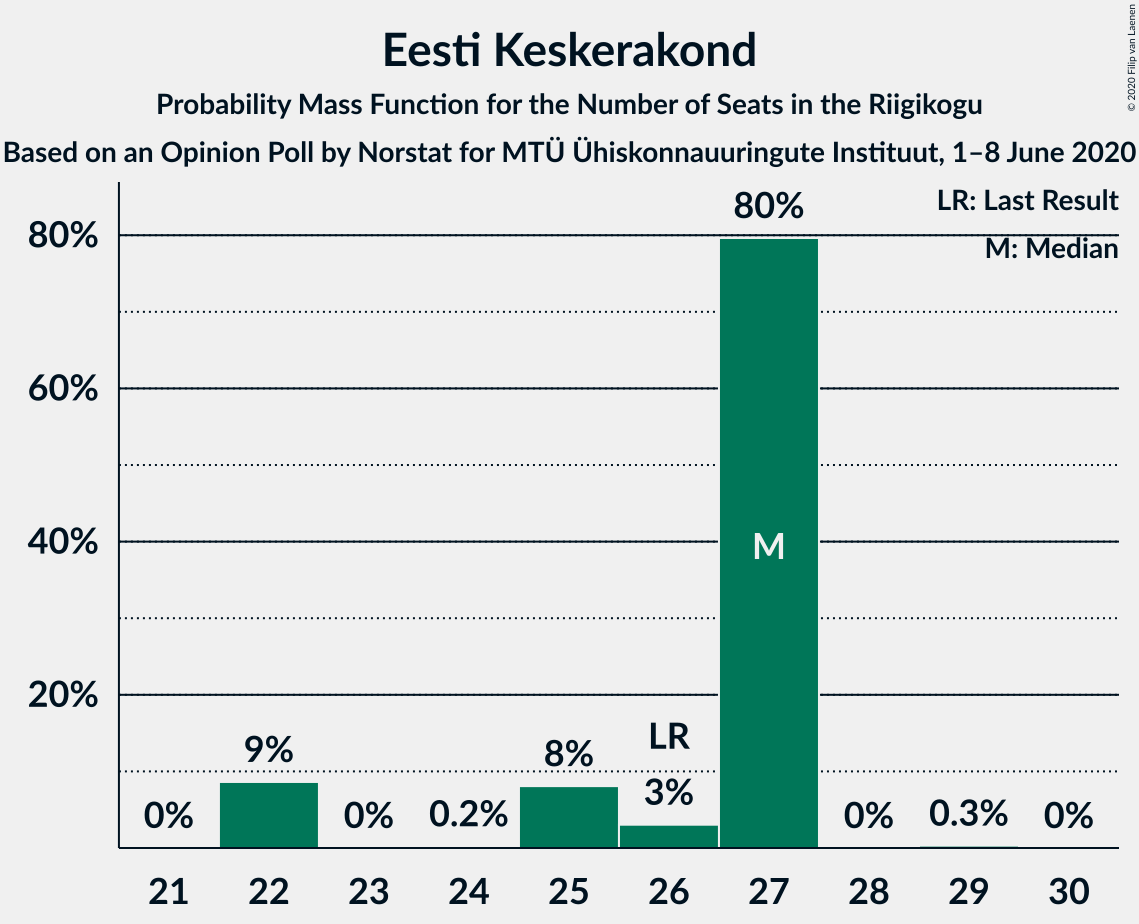 Eesti Keskerakond
Probability Mass Function for the Number of Seats in the Riigikogu
Based on an Opinion Poll by Norstat for MTÜ Ühiskonnauuringute Instituut, 1–8 June 2020
© 2020 Filip van Laenen
LR: Last Result
M: Median
80%
60%
40%
20%
0%
9%
0%
0.2%
8%
LR
3%
80%
M
0%
0.3%
0%
21 22 23 24 25 26 27 28 29 30